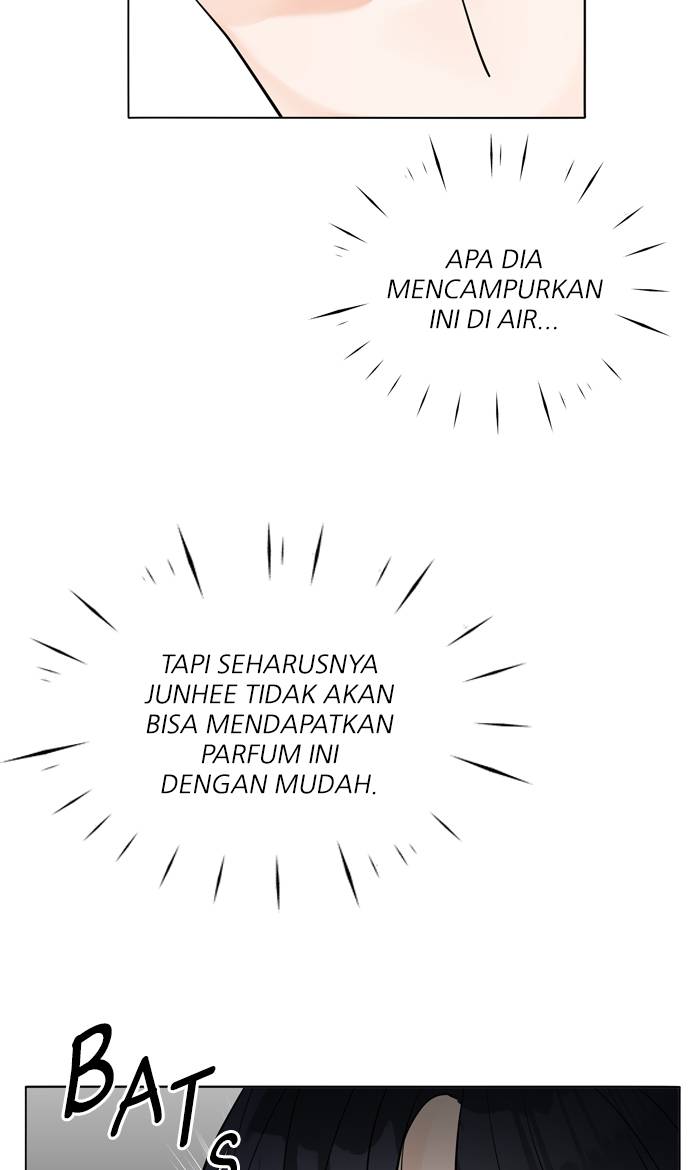 APA DIA
MENCAMPURKAN
INI DI AIR...
TAPI SEHARUSNYA
JUNHEE TIDAK AKAN
BISA MENDAPATKAN
PARFUM INI
DENGAN MUDAH.
BATS